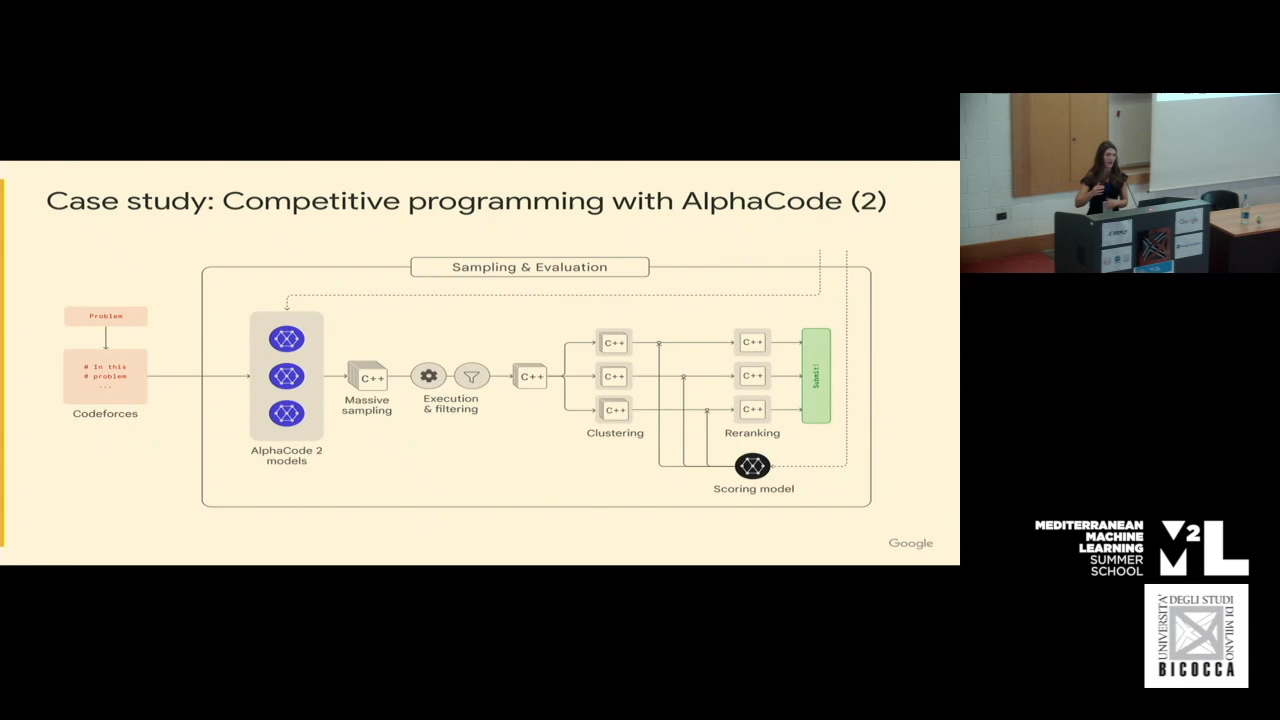 Case study: Competitive programming with AlphaCode (2)
Sampling & Evaluation
Problem
# In this
# problem
...
Codeforces
AlphaCode 2
models
C++
Massive
sampling
Execution
& filtering
C++
C++
C++
C++
Clustering
C++
C++
C++
Reranking
Submit!
Scoring model
Google
Google
MEDITERRANEAN
MACHINE
LEARNING
SUMMER
SCHOOL
M2L
UNIVERSITA'
DEGLI STUDI
DI MILANO
BICOCCA